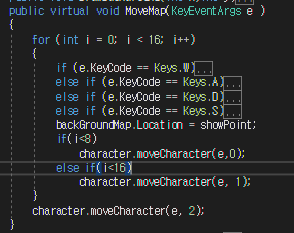 public virtual void MoveMap(KeyEventArgs e )
{
for (int i = 0; i < 16; i++)
{
if (e.KeyCode == Keys.W)...
else if (e.KeyCode == Keys.A)...
else if (e.KeyCode == Keys.D)...
else if (e.KeyCode == Keys.S)...
backGroundMap.Location = showPoint;
if(i<8)
character.moveCharacter(e,0);
else if(i<16)
character.moveCharacter(e, 1);
}
character.moveCharacter(e, 2);
}